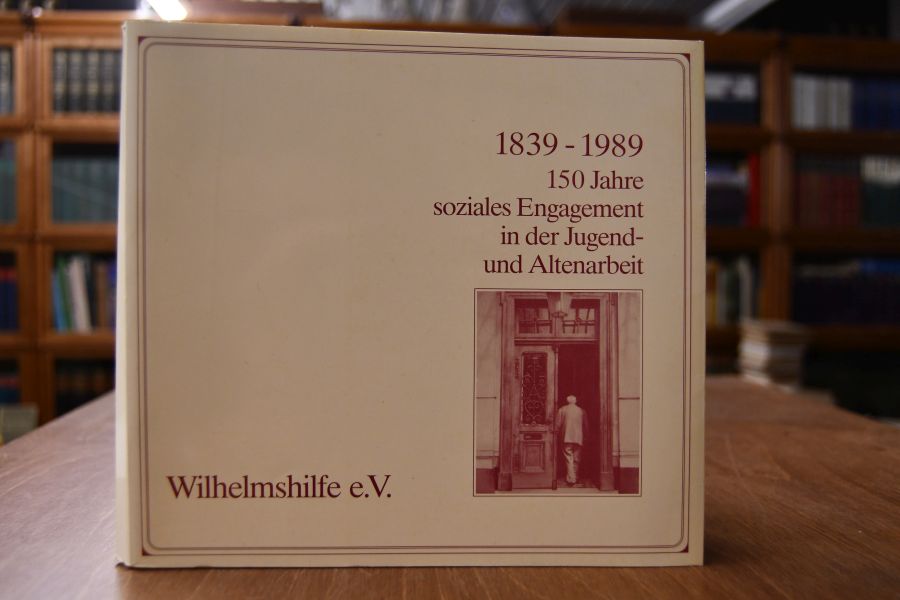 1839 - 1989
150 Jahre
soziales Engagement
in der Jugend-
und Altenarbeit
Wilhelmshilfe e.V.